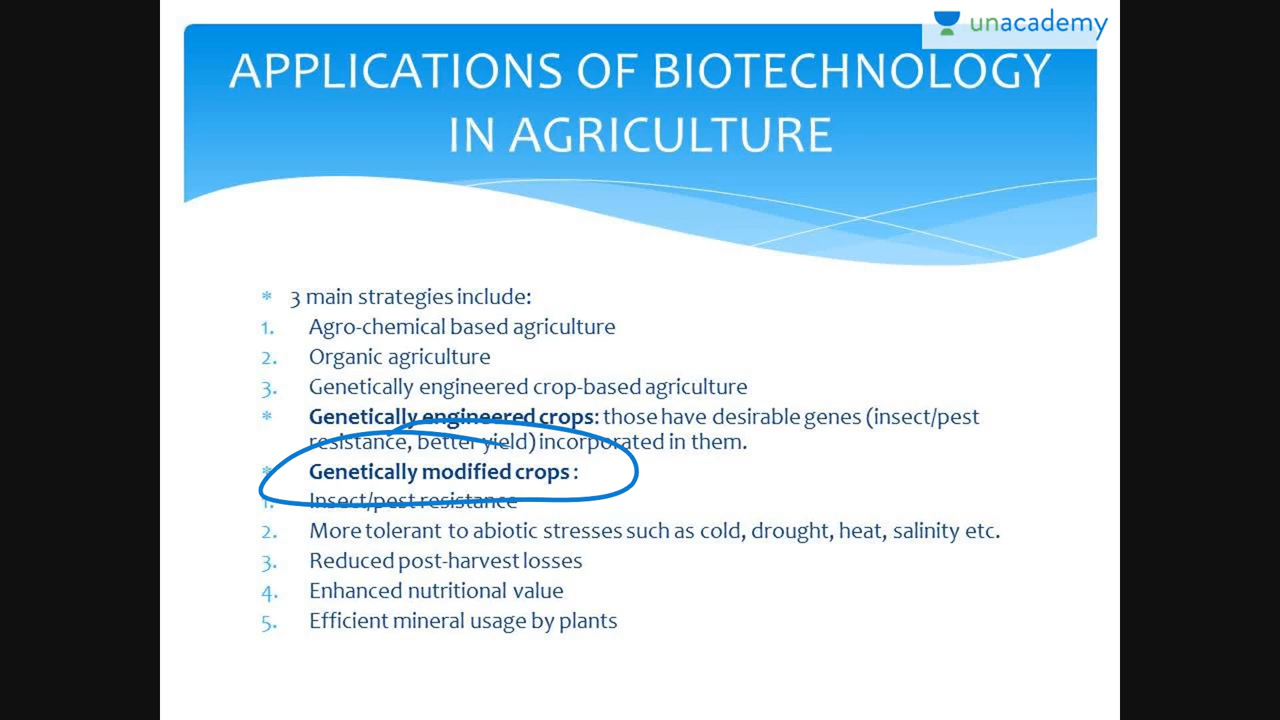 unacademy
APPLICATIONS OF BIOTECHNOLOGY
IN AGRICULTURE
* 3 main strategies include:
1. Agro-chemical based agriculture
2. Organic agriculture
3. Genetically engineered crop-based agriculture
* Genetically engineered crops: those have desirable genes (insect/pest
resistance, better yield) incorporated in them.
* Genetically modified crops :
1. Insect/pest resistance
2. More tolerant to abiotic stresses such as cold, drought, heat, salinity etc.
3. Reduced post-harvest losses
4. Enhanced nutritional value
5. Efficient mineral usage by plants